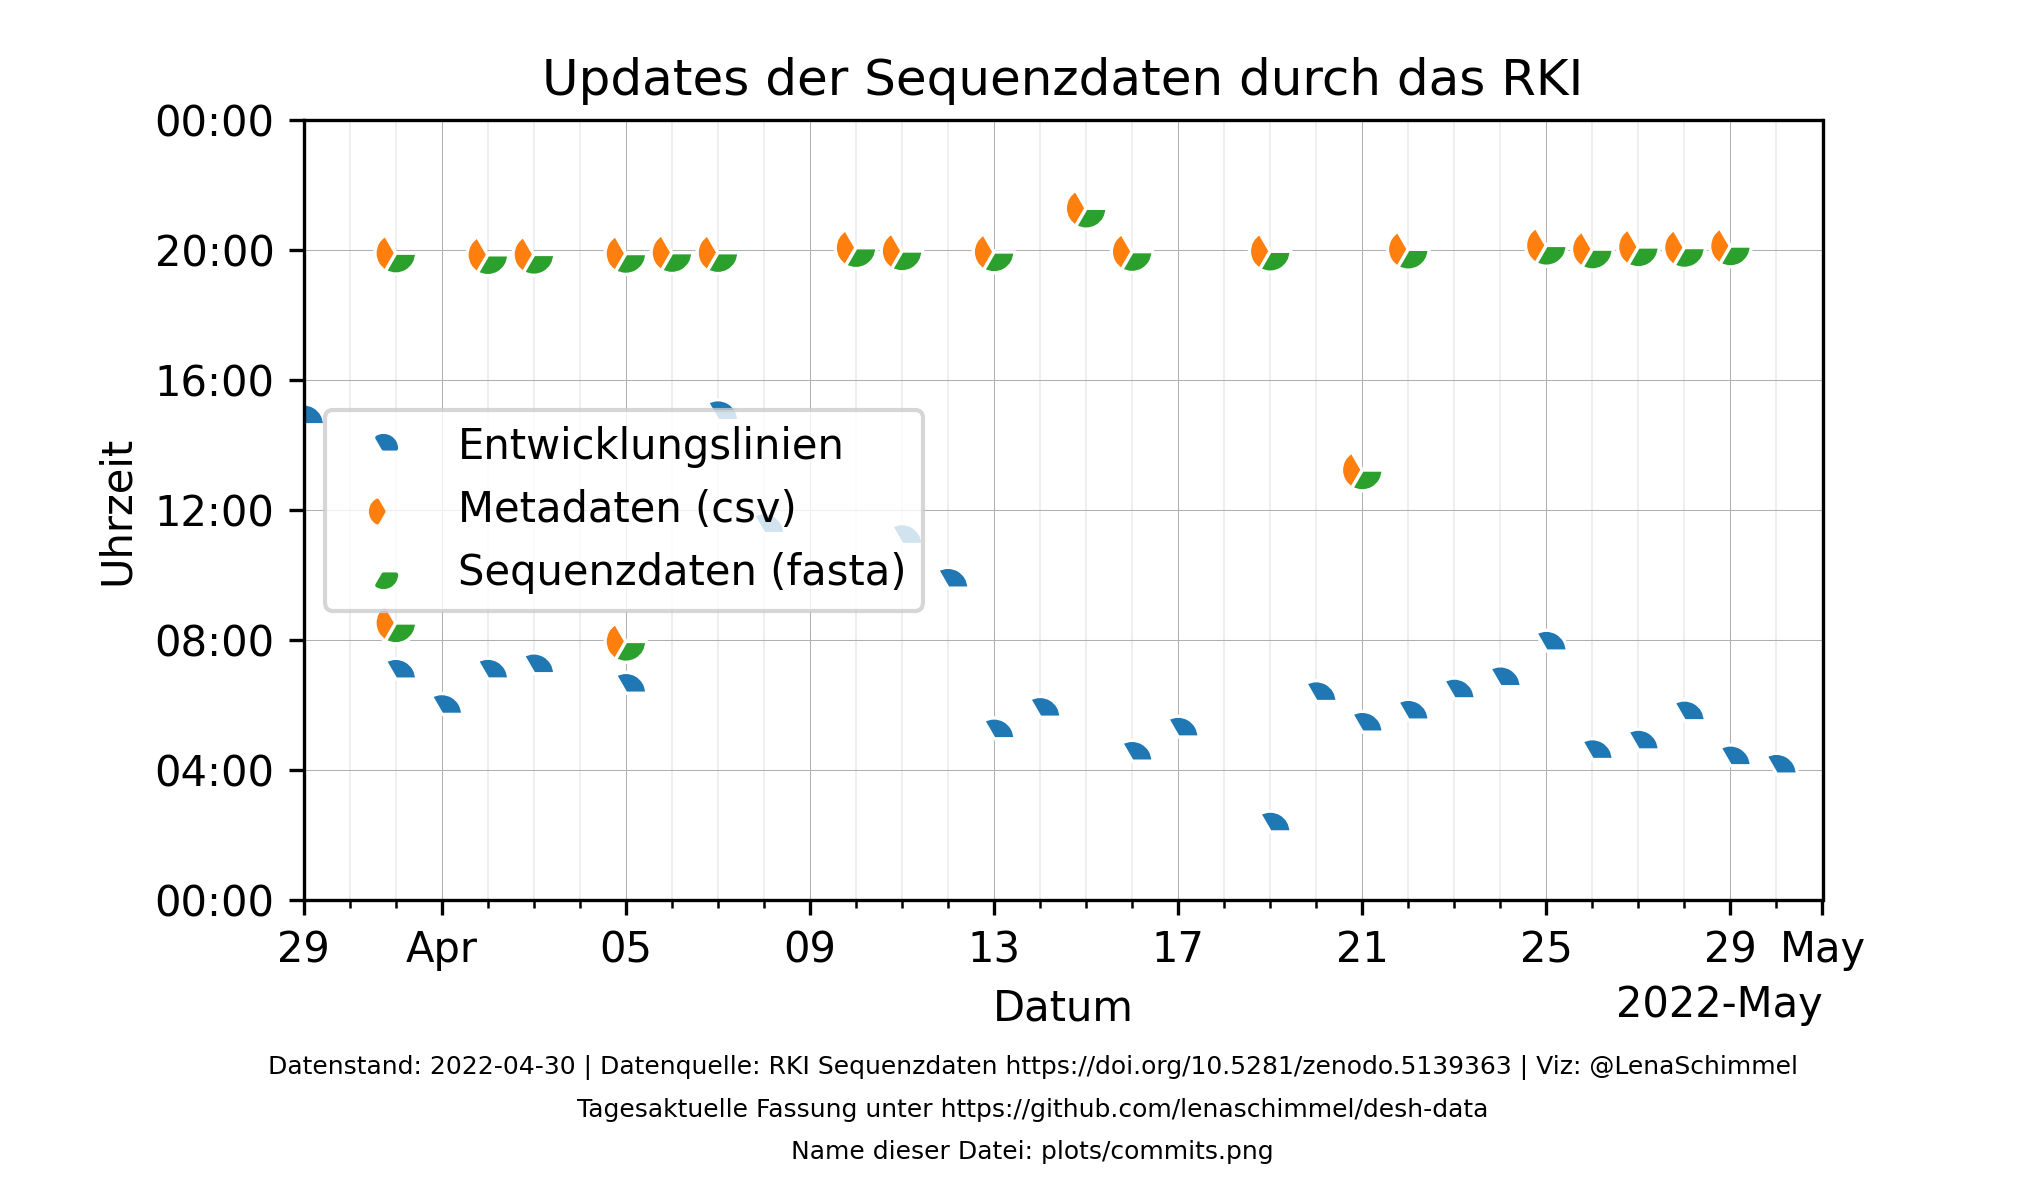 Updates der Sequenzdaten durch das RKI
00:00
20:00
16:00
12:00
08:00
04:00
00:00
Uhrzeit
Entwicklungslinien
Metadaten (csv)
Sequenzdaten (fasta)
29 Apr 05 09 13 17 21 25 29 May
Datum
2022-May
Datenstand: 2022-04-30 | Datenquelle: RKI Sequenzdaten https://doi.org/10.5281/zenodo.5139363 | Viz: @LenaSchimmel
Tagesaktuelle Fassung unter https://github.com/lenaschimmel/desh-data
Name dieser Datei: plots/commits.png